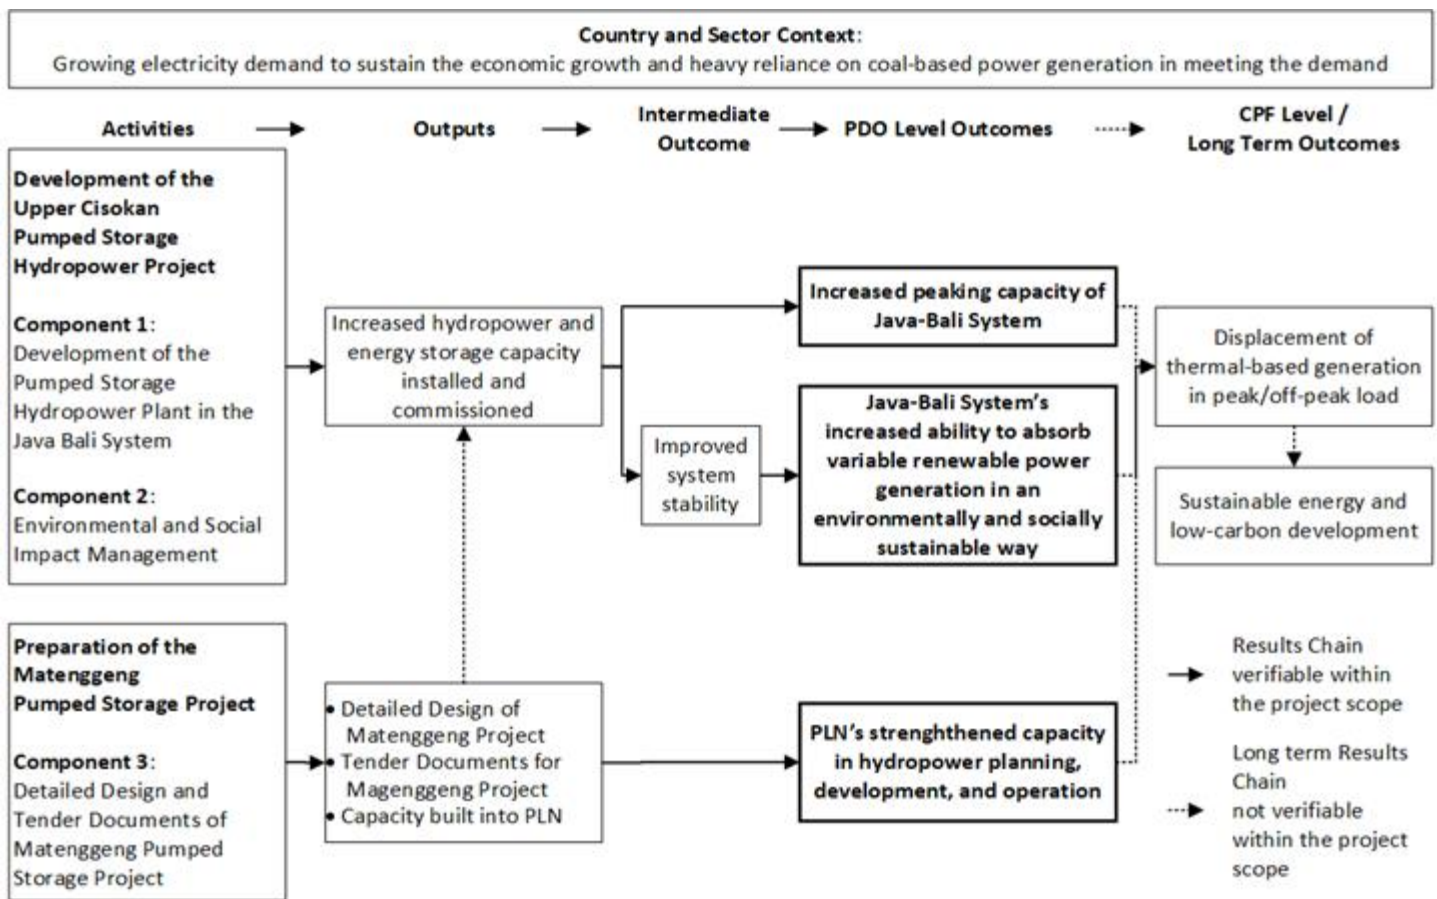 Country and Sector Context:
Growing electricity demand to sustain the economic growth and heavy reliance on coal-based power generation in meeting the demand
Activities
Outputs
Intermediate
Outcome
PDO Level Outcomes
CPF Level /
Long Term Outcomes
Development of the
Upper Cisokan
Pumped Storage
Hydropower Project
Component 1:
Development of the
Pumped Storage
Hydropower Plant in the
Java Bali System
Component 2:
Environmental and Social
Impact Management
Increased hydropower and
energy storage capacity
installed and
commissioned
Improved
system
stability
Increased peaking capacity of
Java-Bali System
Java-Bali System's
increased ability to absorb
variable renewable power
generation in an
environmentally and socially
sustainable way
Displacement of
thermal-based generation
in peak/off-peak load
Sustainable energy and
low-carbon development
Preparation of the
Matenggeng
Pumped Storage Project
Component 3:
Detailed Design and
Tender Documents of
Matenggeng Pumped
Storage Project
• Detailed Design of
Matenggeng Project
• Tender Documents for
Magenggeng Project
• Capacity built into PLN
PLN's strenghthened capacity
in hydropower planning,
development, and operation
Results Chain
verifiable within
the project scope
Long term Results
Chain
not verifiable
within the project
scope